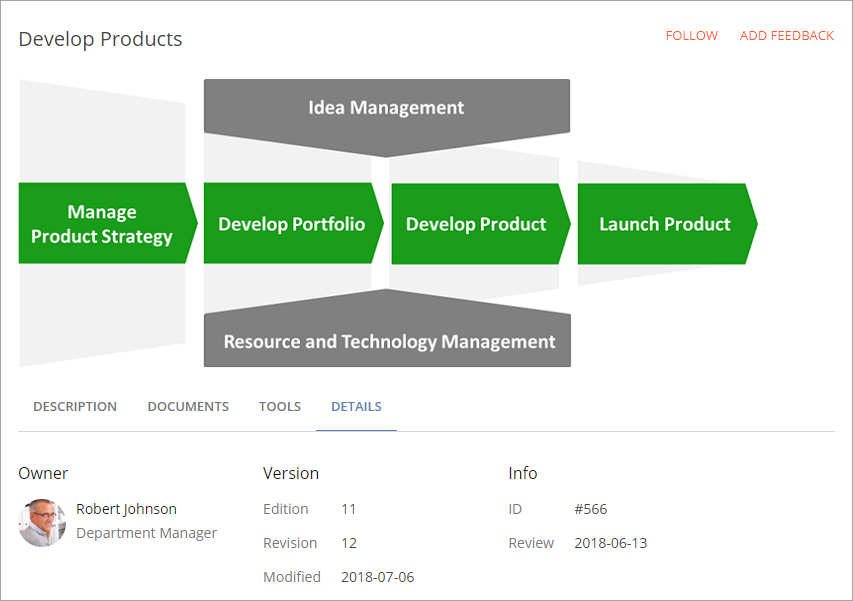 Develop Products
FOLLOW
ADD FEEDBACK
Idea Management
Manage
Product Strategy
Develop Portfolio
Develop Product
Launch Product
Resource and Technology Management
DESCRIPTION
DOCUMENTS
TOOLS
DETAILS
Owner
Robert Johnson
Department Manager
Version
Edition 11
Revision 12
Modified 2018-07-06
Info
ID #566
Review 2018-06-13